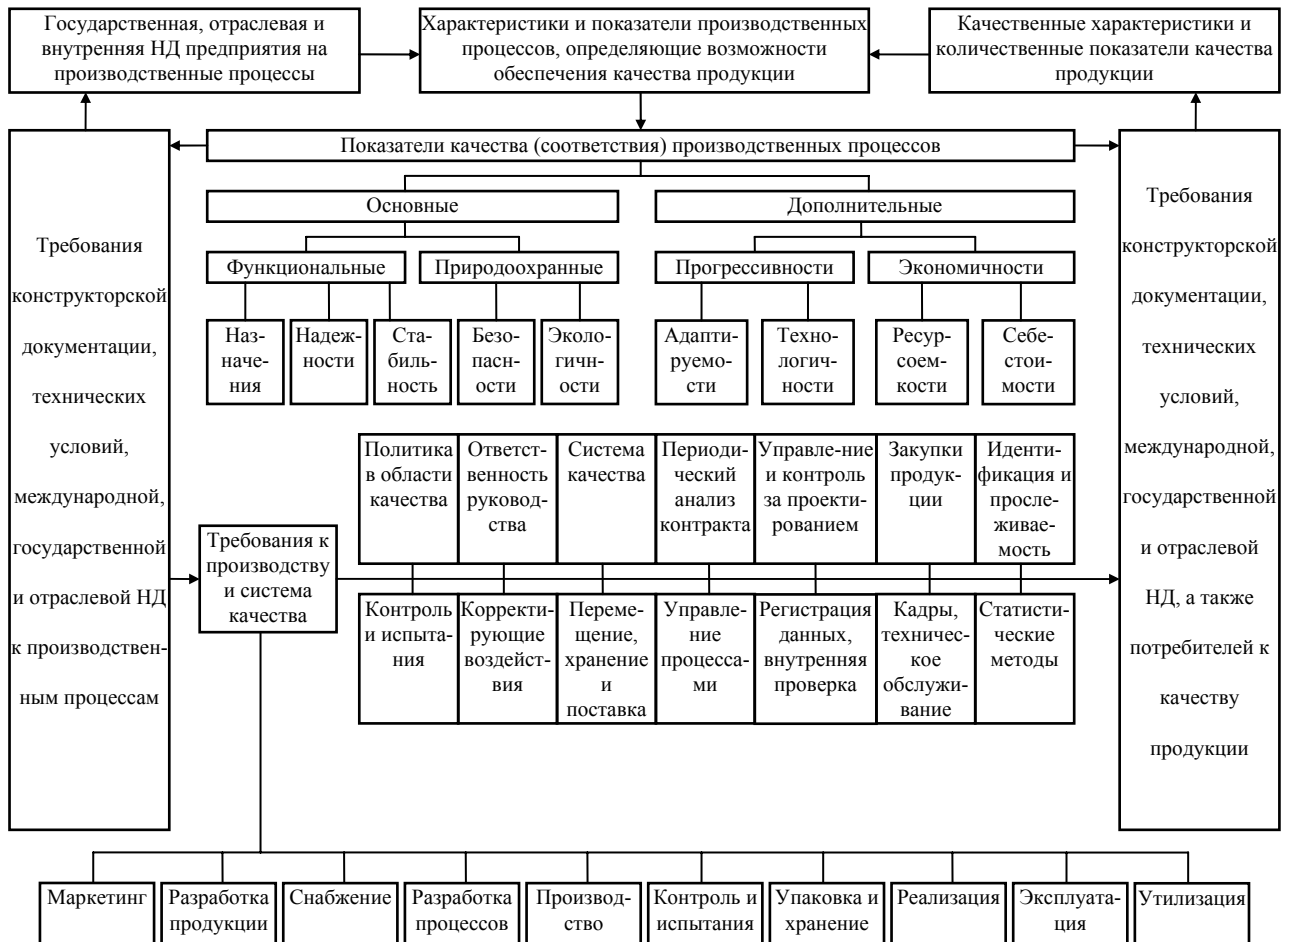 Государственная, отраслевая и
внутренняя НД предприятия на
производственные процессы
Характеристики и показатели производственных
процессов, определяющие возможности
обеспечения качества продукции
Качественные характеристики и
количественные показатели качества
продукции
Показатели качества (соответствия) производственных процессов
Основные
Дополнительные
Функциональные
Природоохранные
Прогрессивности
Экономичности
Наз-
наче-
ния
Надеж-
ности
Ста-
биль-
ность
Безо-
пасн-
ости
Эколо-
гичн-
ости
Адапти-
руемо-
сти
Техно-
логич-
ности
Ресур-
соем-
кости
Себе-
стои-
мости
Требования
конструкторской
документации,
технических
условий,
международной,
государственной
и отраслевой НД
к производствен-
ным процессам
Требования к
производству
и система
качества
Политика
в области
качества
Ответст-
венность
руковод-
ства
Система
качества
Периоди-
ческий
анализ
контракта
Управле-ние
и контроль
за проекти-
рованием
Закупки
продук-
ции
Иденти-
фикация и
просле-
живае-
мость
Контроль
и испыта-
ния
Корректи-
рующие
воздейст-
вия
Переме-
щение,
хранение
и
поставка
Управле-
ние
процесса-
ми
Регистрация
данных,
внутренняя
проверка
Кадры,
техничес-
кое
обслужи-
вание
Статисти-
ческие
методы
Требования
конструкторской
документации,
технических
условий,
международной,
государственной
и отраслевой
НД, а также
потребителей к
качеству
продукции
Маркетинг
Разработка
продукции
Снабжение
Разработка
процессов
Производ-
ство
Контроль и
испытания
Упаковка и
хранение
Реализация
Эксплуата-
ция
Утилизация